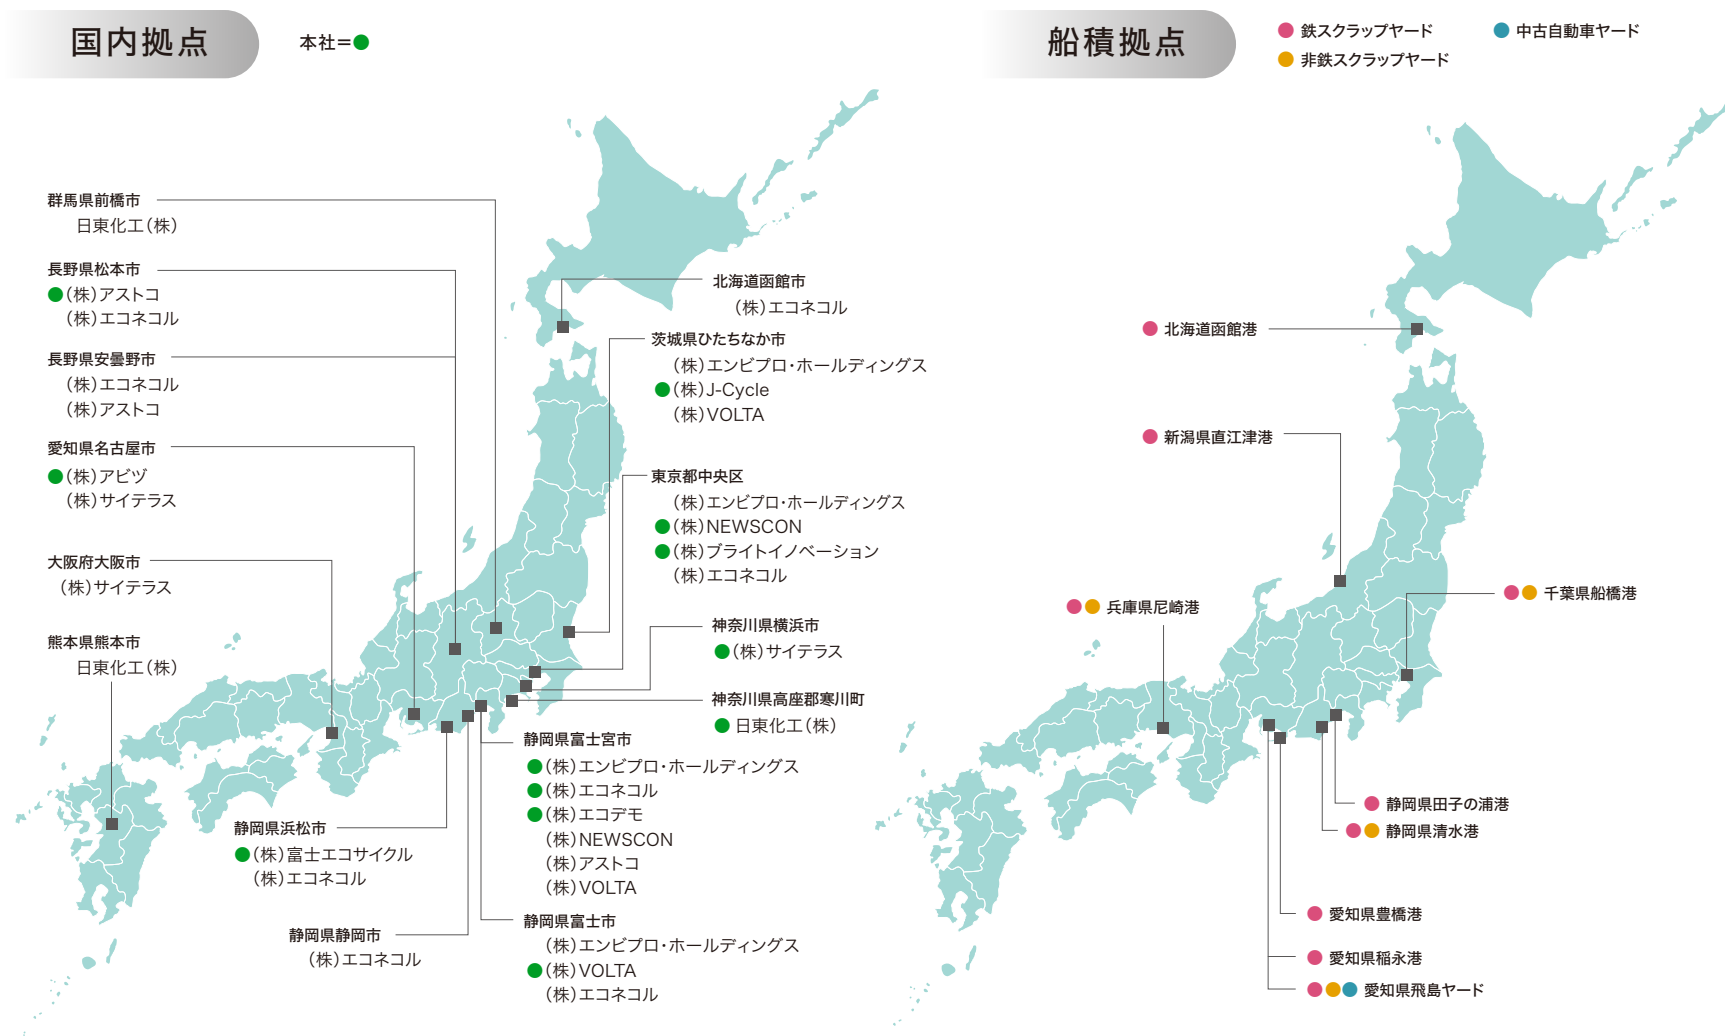 国内拠点
本社=
群馬県前橋市
日東化工(株)
長野県松本市
(株)アストコ
(株)エコネコル
長野県安曇野市
(株)エコネコル
(株)アストコ
愛知県名古屋市
(株)アビヅ
(株)サイテラス
大阪府大阪市
(株)サイテラス
熊本県熊本市
日東化工(株)
北海道函館市
(株)エコネコル
茨城県ひたちなか市
(株)エンビプロ・ホールディングス
(株)J-Cycle
(株)VOLTA
東京都中央区
(株)エンビプロ・ホールディングス
(株)NEWSCON
(株)ブライトイノベーション
(株)エコネコル
神奈川県横浜市
(株)サイテラス
神奈川県高座郡寒川町
日東化工(株)
静岡県富士宮市
(株)エンビプロ・ホールディングス
(株)エコネコル
(株)エコデモ
(株)NEWSCON
(株)アストコ
(株)VOLTA
静岡県浜松市
(株)富士エコサイクル
(株)エコネコル
静岡県静岡市
(株)エコネコル
静岡県富士市
(株)エンビプロ・ホールディングス
(株)VOLTA
(株)エコネコル
船積拠点
鉄スクラップヤード
中古自動車ヤード
非鉄スクラップヤード
北海道函館港
新潟県直江津港
兵庫県尼崎港
千葉県船橋港
静岡県田子の浦港
静岡県清水港
愛知県豊橋港
愛知県稲永港
愛知県飛島ヤード